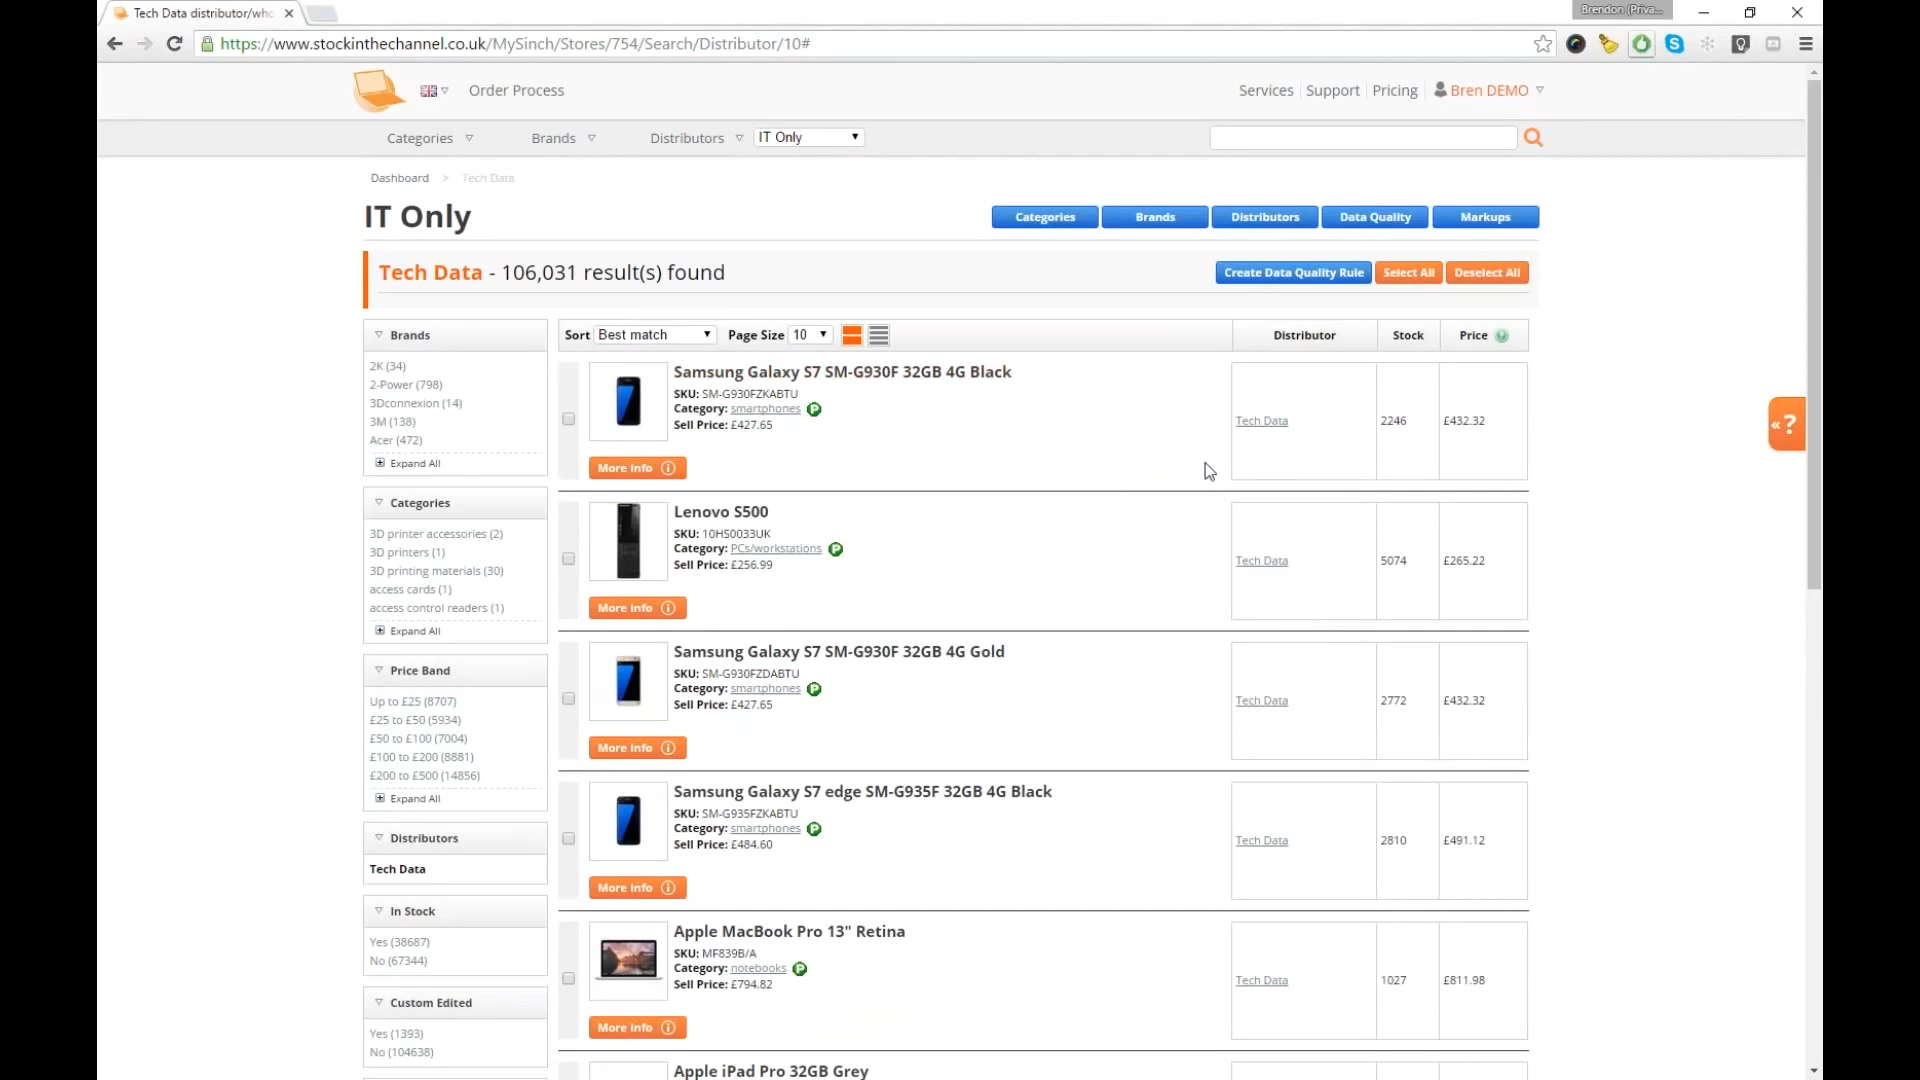 Tech Data distributor/who
Brendon (Priva...
https://www.stockinthechannel.co.uk/MySinch/Stores/754/Search/Distributor/10#
Order Process
Services
Support
Pricing
Bren DEMO
Categories
Brands
Distributors
IT Only
Dashboard > Tech Data
IT Only
Categories
Brands
Distributors
Data Quality
Markups
Tech Data - 106,031 result(s) found
Create Data Quality Rule
Select All
Deselect All
Brands
2K (34)
2-Power (798)
3Dconnexion (14)
3M (138)
Acer (472)
Expand All
Categories
3D printer accessories (2)
3D printers (1)
3D printing materials (30)
access cards (1)
access control readers (1)
Expand All
Price Band
Up to £25 (8707)
£25 to £50 (5934)
£50 to £100 (7004)
£100 to £200 (8881)
£200 to £500 (14856)
Expand All
Distributors
Tech Data
In Stock
Yes (38687)
No (67344)
Custom Edited
Yes (1393)
No (104638)
Sort Best match Page Size 10
Distributor
Stock
Price
Samsung Galaxy S7 SM-G930F 32GB 4G Black
SKU: SM-G930FZKABTU
Category: smartphones P
Sell Price: £427.65
More Info
Tech Data
2246
£432.32
Lenovo S500
SKU: 10HS0033UK
Category: PCs/workstations P
Sell Price: £256.99
More Info
Tech Data
5074
£265.22
Samsung Galaxy S7 SM-G930F 32GB 4G Gold
SKU: SM-G930FZDABTU
Category: smartphones P
Sell Price: £427.65
More Info
Tech Data
2772
£432.32
Samsung Galaxy S7 edge SM-G935F 32GB 4G Black
SKU: SM-G935FZKABTU
Category: smartphones P
Sell Price: £484.60
More Info
Tech Data
2810
£491.12
Apple MacBook Pro 13" Retina
SKU: MF839B/A
Category: notebooks P
Sell Price: £794.82
More Info
Tech Data
1027
£811.98
Apple iPad Pro 32GB Grey
« ?